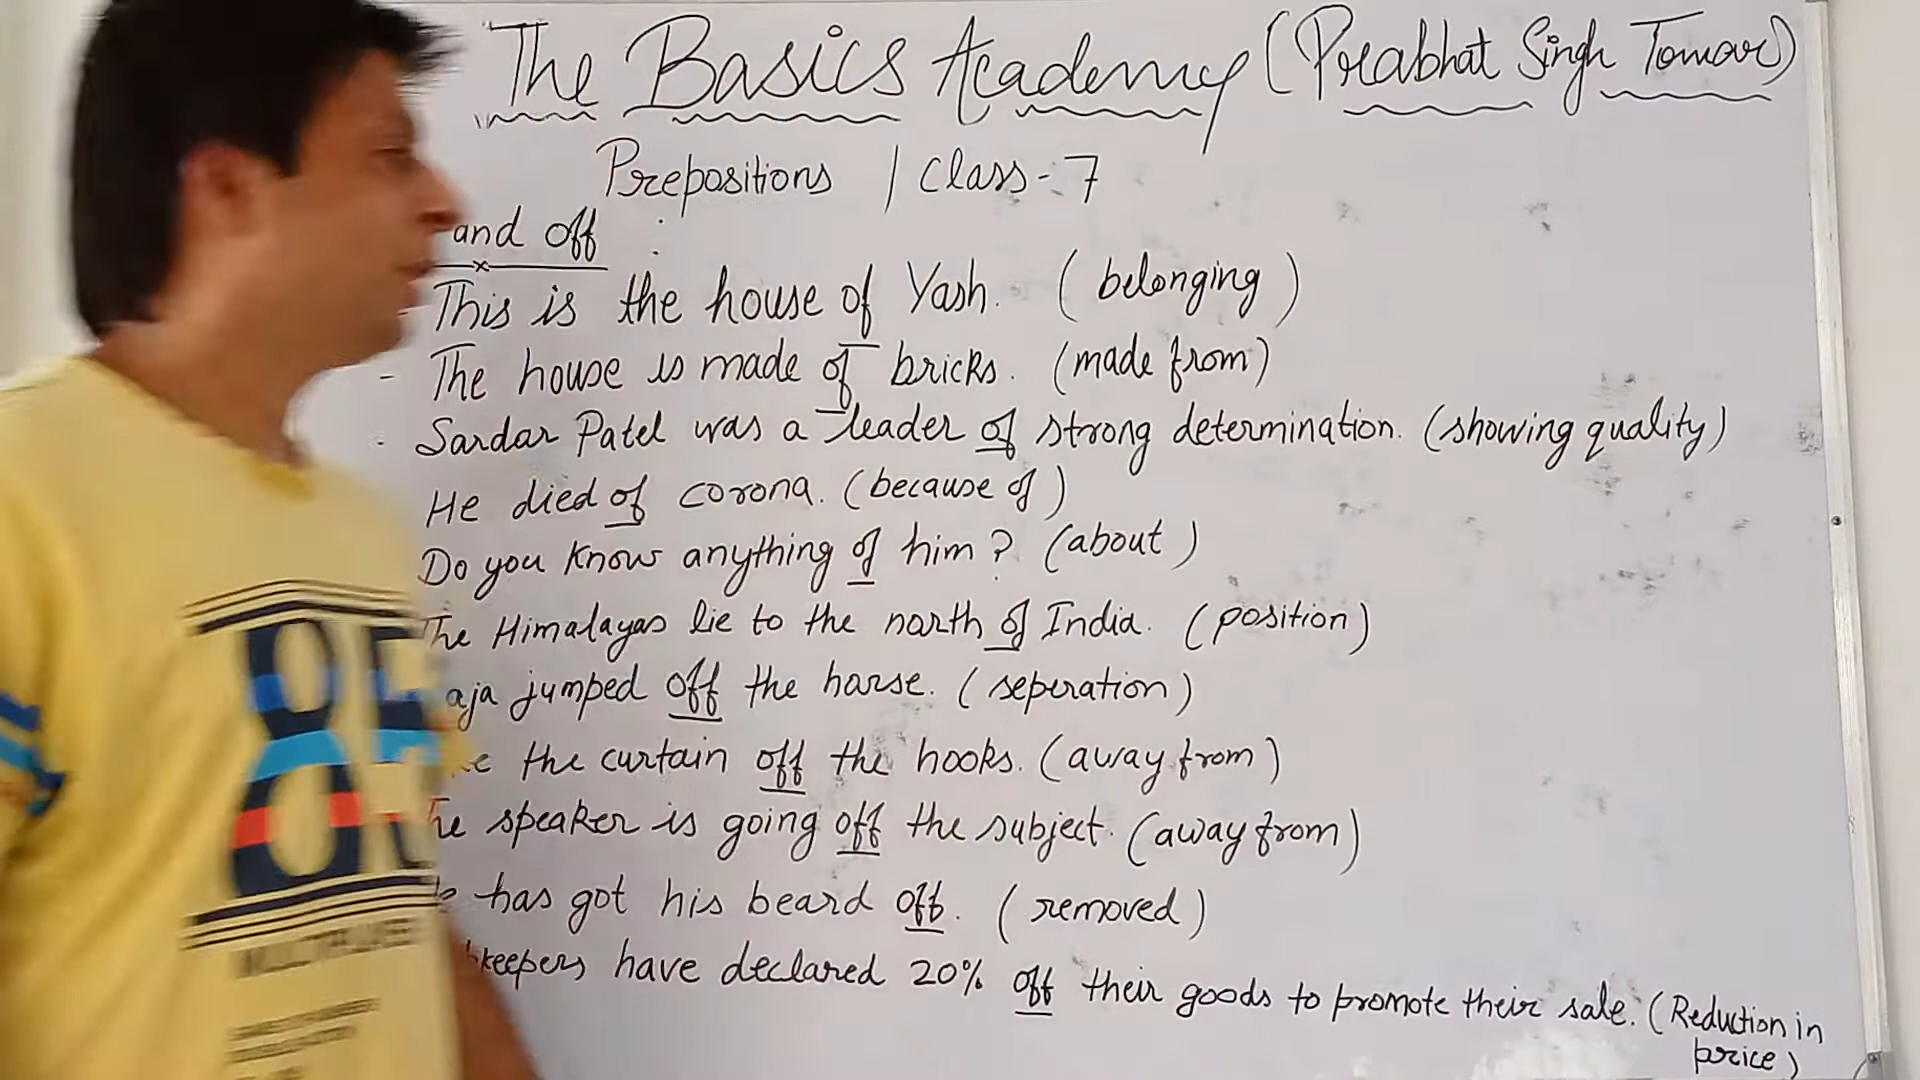 The Basics Academy (Prabhat Singh Tomar)
Prepositions / Class-7
and off
- This is the house of Yash. (belonging)
- The house is made of bricks. (made from)
- Sardar Patel was a leader of strong determination. (showing quality)
He died of corona. (because of)
Do you know anything of him? (about)
The Himalayas lie to the north of India. (position)
aja jumped off the horse. (seperation)
e the curtain off the hooks. (away from)
he speaker is going off the subject. (away from)
has got his beard off. (removed)
keepers have declared 20% off their goods to promote their sale. (Reduction in
price)
85